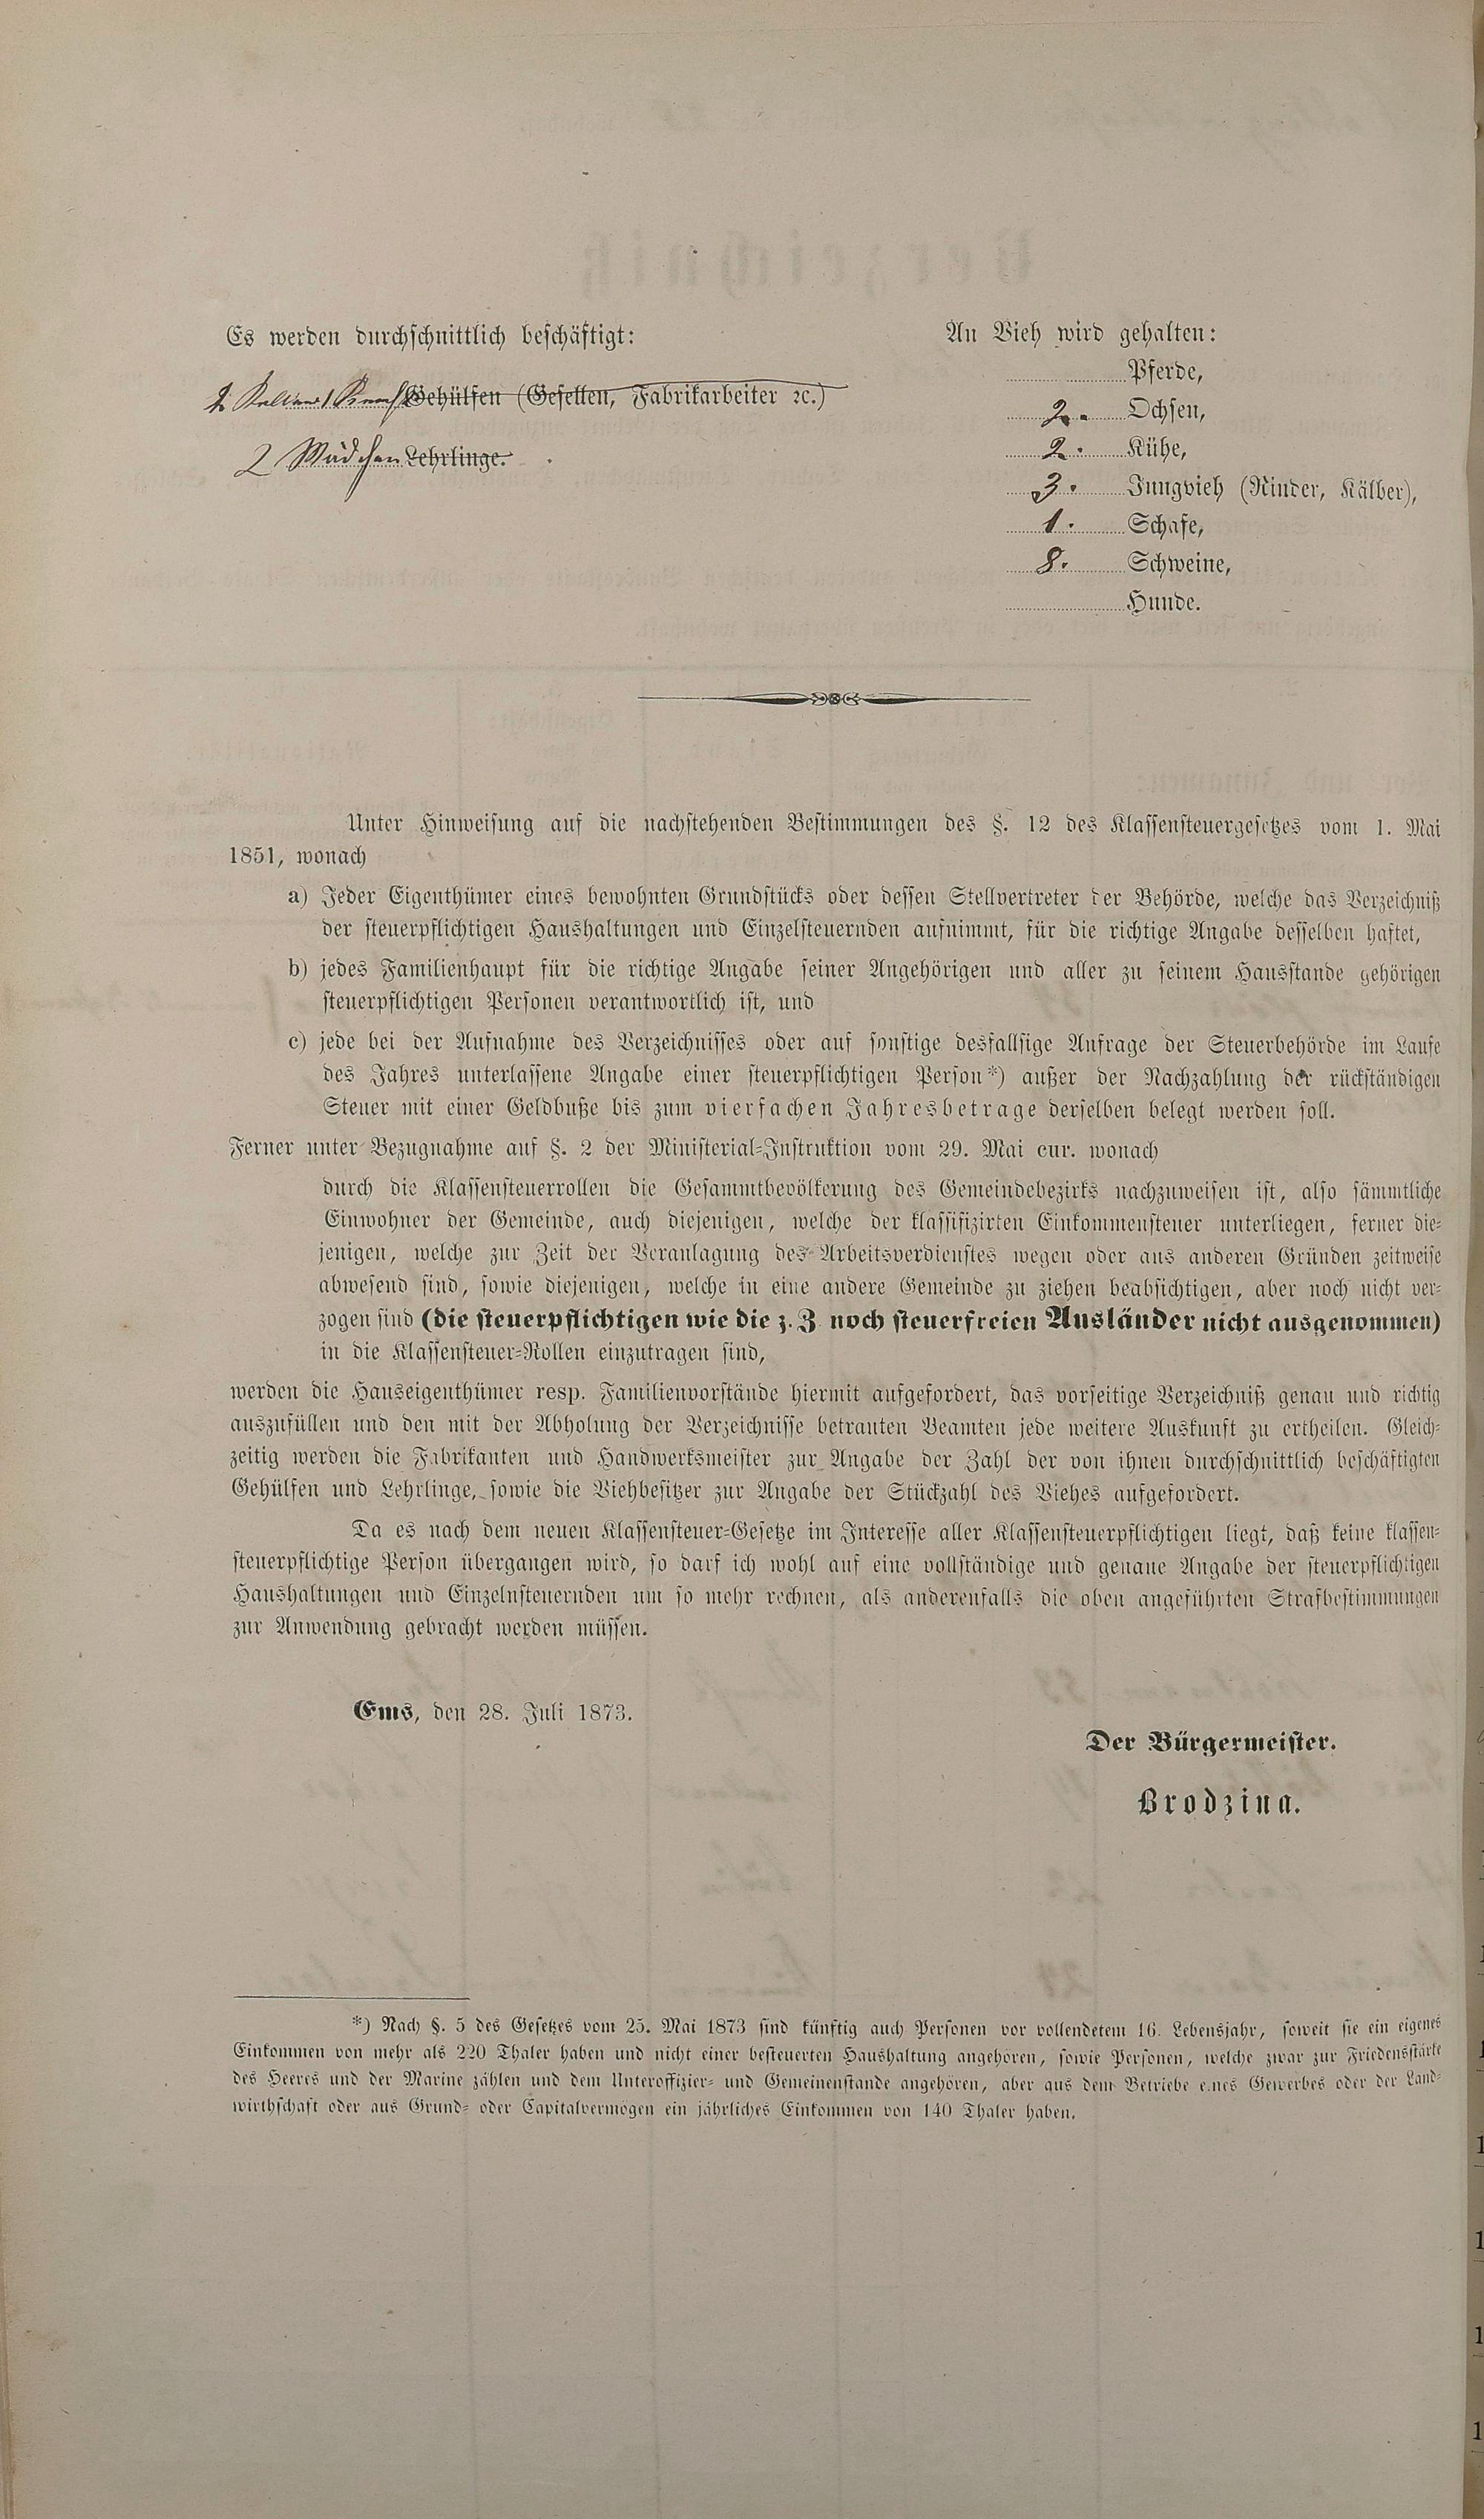 Es werden durchschnittlich beschäftigt:
2 Kellner 1 Knecht Gehülfen (Gesellen, Fabrikarbeiter ꝛc.)
2 Mädchen Lehrlinge.
An Vieh wird gehalten:
Pferde,
2. Ochsen,
2. Kühe,
3. Jungvieh (Rinder, Kälber),
1. Schafe,
8. Schweine,
Hunde.
Unter Hinweisung auf die nachstehenden Bestimmungen des §. 12 des Klassensteuergesetzes vom 1. Mai
1851, wonach
a) Jeder Eigenthümer eines bewohnten Grundstücks oder dessen Stellvertreter der Behörde, welche das Verzeichniß
der steuerpflichtigen Haushaltungen und Einzelsteuernden aufnimmt, für die richtige Angabe desselben haftet,
b) jedes Familienhaupt für die richtige Angabe seiner Angehörigen und aller zu seinem Hausstande gehörigen
steuerpflichtigen Personen verantwortlich ist, und
c) jede bei der Aufnahme des Verzeichnisses oder auf sonstige desfallsige Anfrage der Steuerbehörde im Laufe
des Jahres unterlassene Angabe einer steuerpflichtigen Person*) außer der Nachzahlung der rückständigen
Steuer mit einer Geldbuße bis zum vierfachen Jahresbetrage derselben belegt werden soll.
Ferner unter Bezugnahme auf §. 2 der Ministerial-Instruktion vom 29. Mai cur. wonach
durch die Klassensteuerrollen die Gesammtbevölkerung des Gemeindebezirks nachzuweisen ist, also sämmtliche
Einwohner der Gemeinde, auch diejenigen, welche der klassifizirten Einkommensteuer unterliegen, ferner die-
jenigen, welche zur Zeit der Veranlagung des Arbeitsverdienstes wegen oder aus anderen Gründen zeitweise
abwesend sind, sowie diejenigen, welche in eine andere Gemeinde zu ziehen beabsichtigen, aber noch nicht ver-
zogen sind (die steuerpflichtigen wie die z. Z noch steuerfreien Ausländer nicht ausgenommen)
in die Klassensteuer-Rollen einzutragen sind,
werden die Hauseigenthümer resp. Familienvorstände hiermit aufgefordert, das vorseitige Verzeichniß genau und richtig
auszufüllen und den mit der Abholung der Verzeichnisse betrauten Beamten jede weitere Auskunft zu ertheilen. Gleich-
zeitig werden die Fabrikanten und Handwerksmeister zur Angabe der Zahl der von ihnen durchschnittlich beschäftigten
Gehülfen und Lehrlinge, sowie die Viehbesitzer zur Angabe der Stückzahl des Viehes aufgefordert.
Da es nach dem neuen Klassensteuer-Gesetze im Interesse aller Klassensteuerpflichtigen liegt, daß keine klassen-
steuerpflichtige Person übergangen wird, so darf ich wohl auf eine vollständige und genaue Angabe der steuerpflichtigen
Haushaltungen und Einzelnsteuernden um so mehr rechnen, als anderenfalls die oben angeführten Strafbestimmungen
zur Anwendung gebracht werden müssen.
Ems, den 28. Juli 1873.
Der Bürgermeister.
Brodzina.
*) Nach §. 5 des Gesetzes vom 25. Mai 1873 sind künftig auch Personen vor vollendetem 16. Lebensjahr, soweit sie ein eigenes
Einkommen von mehr als 220 Thaler haben und nicht einer besteuerten Haushaltung angehören, sowie Personen, welche zwar zur Friedensstärke
des Heeres und der Marine zählen und dem Unteroffizier- und Gemeinenstande angehören, aber aus dem Betriebe eines Gewerbes oder der Land-
wirthschaft oder aus Grund- oder Capitalvermögen ein jährliches Einkommen von 140 Thaler haben.